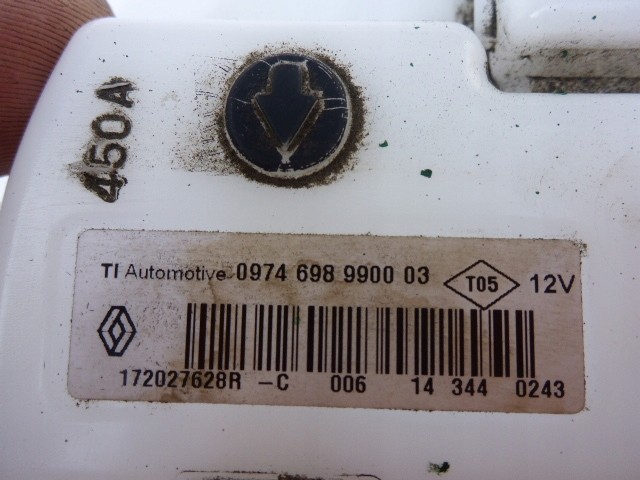 450A
TI Automotive 0974 698 9900 03 T05 12V
172027628R -C 006 14 344 0243